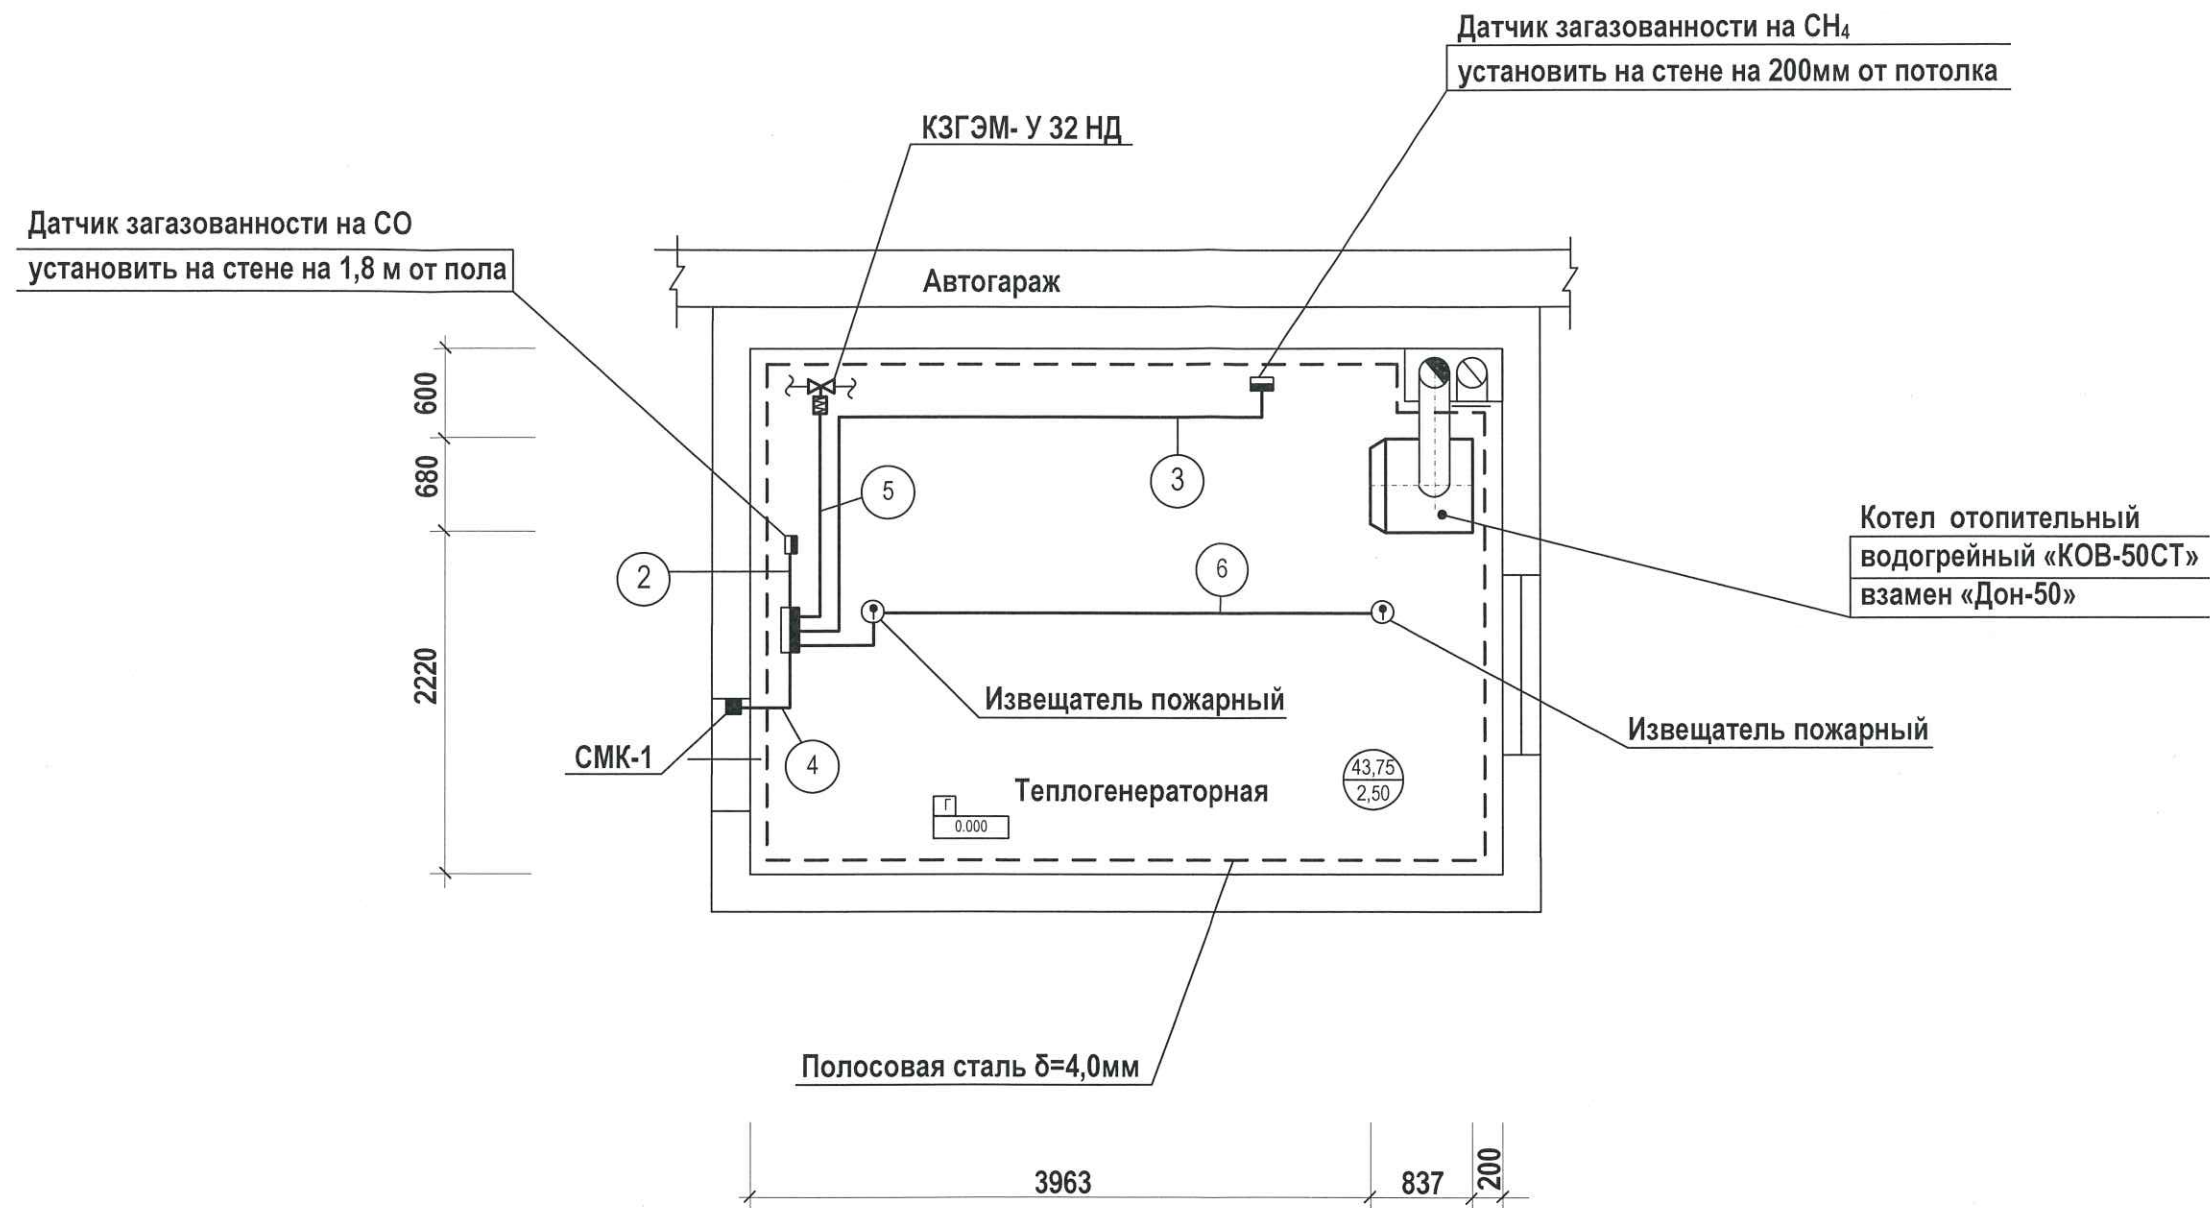 Датчик загазованности на CH₄
установить на стене на 200мм от потолка
КЗГЭМ- У 32 НД
Датчик загазованности на СО
установить на стене на 1,8 м от пола
Автогараж
600
680
2220
5
3
2
6
4
Котел отопительный
водогрейный «КОВ-50СТ»
взамен «Дон-50»
Извещатель пожарный
Извещатель пожарный
СМК-1
Теплогенераторная
43,75
2,50
Г
0.000
Полосовая сталь δ=4,0мм
3963
837
200